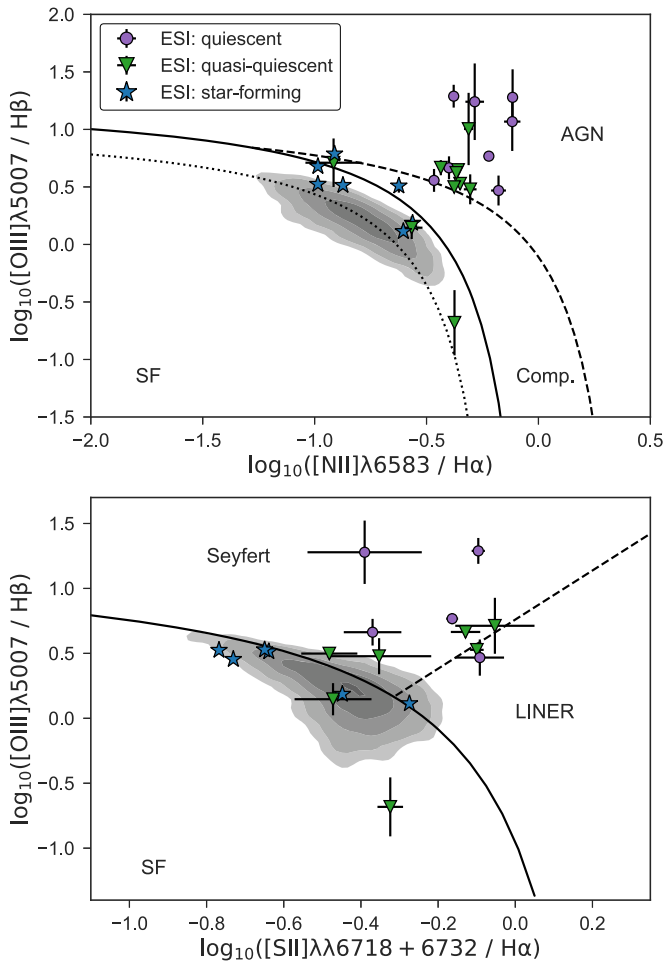 2.0
1.5
1.0
0.5
0.0
−0.5
−1.0
−1.5
log10([OIII]λ5007 / Hβ)
ESI: quiescent
ESI: quasi-quiescent
ESI: star-forming
AGN
SF
Comp.
−2.0 −1.5 −1.0 −0.5 0.0 0.5
log10([NII]λ6583 / Hα)
1.5
1.0
0.5
0.0
−0.5
−1.0
log10([OIII]λ5007 / Hβ)
Seyfert
LINER
SF
−1.0 −0.8 −0.6 −0.4 −0.2 0.0 0.2
log10([SII]λλ6718 + 6732 / Hα)